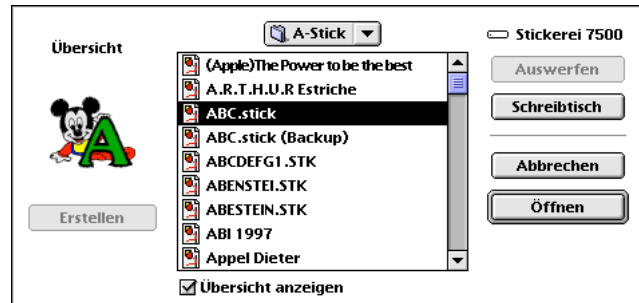 Übersicht
Erstellen
A-Stick
(Apple)The Power to be the best
A.R.T.H.U.R Estriche
ABC.stick
ABC.stick (Backup)
ABCDEFG1.STK
ABENSTEI.STK
ABESTEIN.STK
ABI 1997
Appel Dieter
Übersicht anzeigen
Stickerei 7500
Auswerfen
Schreibtisch
Abbrechen
Öffnen